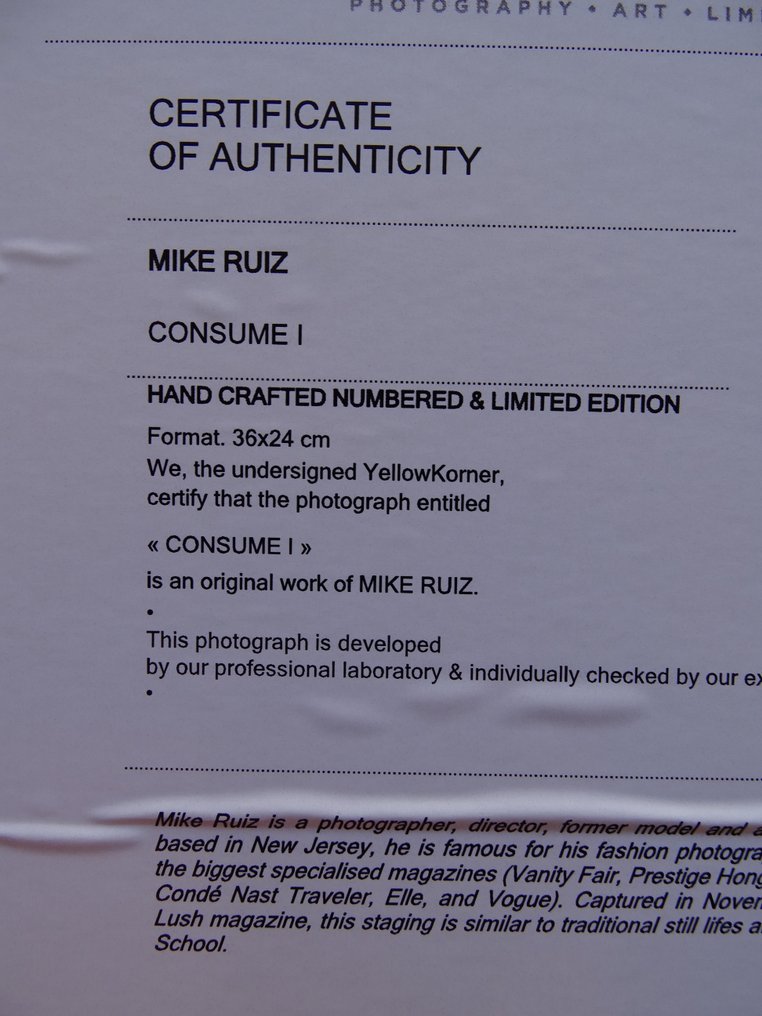 PHOTOGRAPHY • ART • LIM
CERTIFICATE
OF AUTHENTICITY
MIKE RUIZ
CONSUME I
HAND CRAFTED NUMBERED & LIMITED EDITION
Format. 36x24 cm
We, the undersigned YellowKorner,
certify that the photograph entitled
« CONSUME I »
is an original work of MIKE RUIZ.
•
This photograph is developed
by our professional laboratory & individually checked by our ex
•
Mike Ruiz is a photographer, director, former model and a
based in New Jersey, he is famous for his fashion photogra
the biggest specialised magazines (Vanity Fair, Prestige Hong
Condé Nast Traveler, Elle, and Vogue). Captured in Novem
Lush magazine, this staging is similar to traditional still lifes a
School.